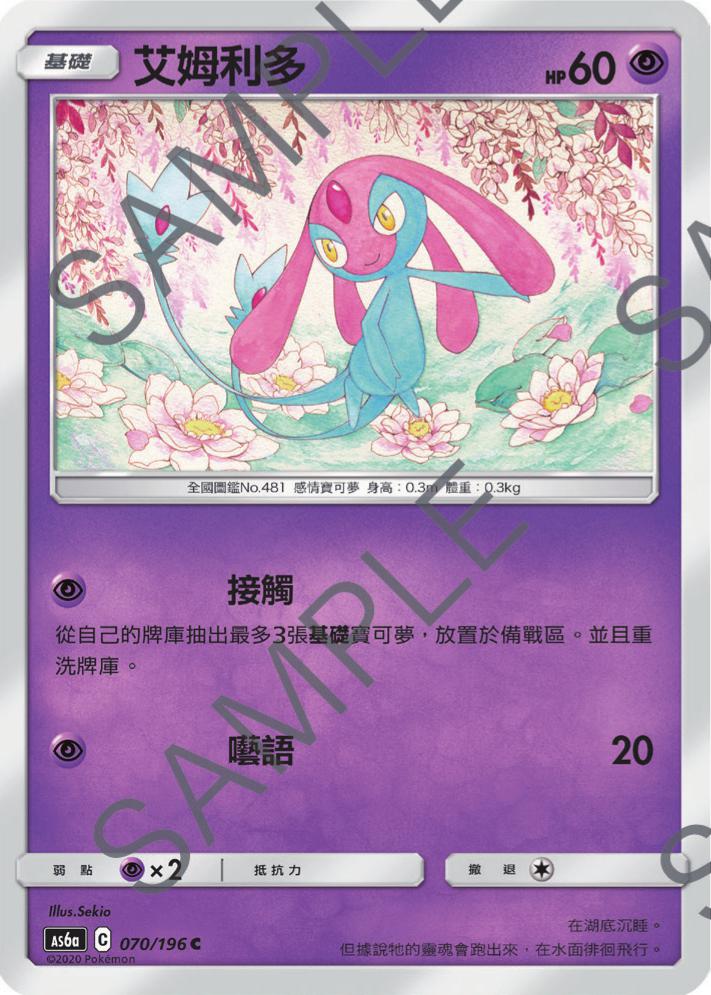 基礎 艾姆利多 HP60
全國圖鑑No.481 感情寶可夢 身高：0.3m 體重：0.3kg
接觸
從自己的牌庫抽出最多3張基礎寶可夢，放置於備戰區。並且重
洗牌庫。
囈語 20
弱點 ×2 抵抗力 撤退
Illus.Sekio
AS6a C 070/196 C
©2020 Pokémon
在湖底沉睡。
但據說牠的靈魂會跑出來，在水面徘徊飛行。
SAMPLE
SAMPLE